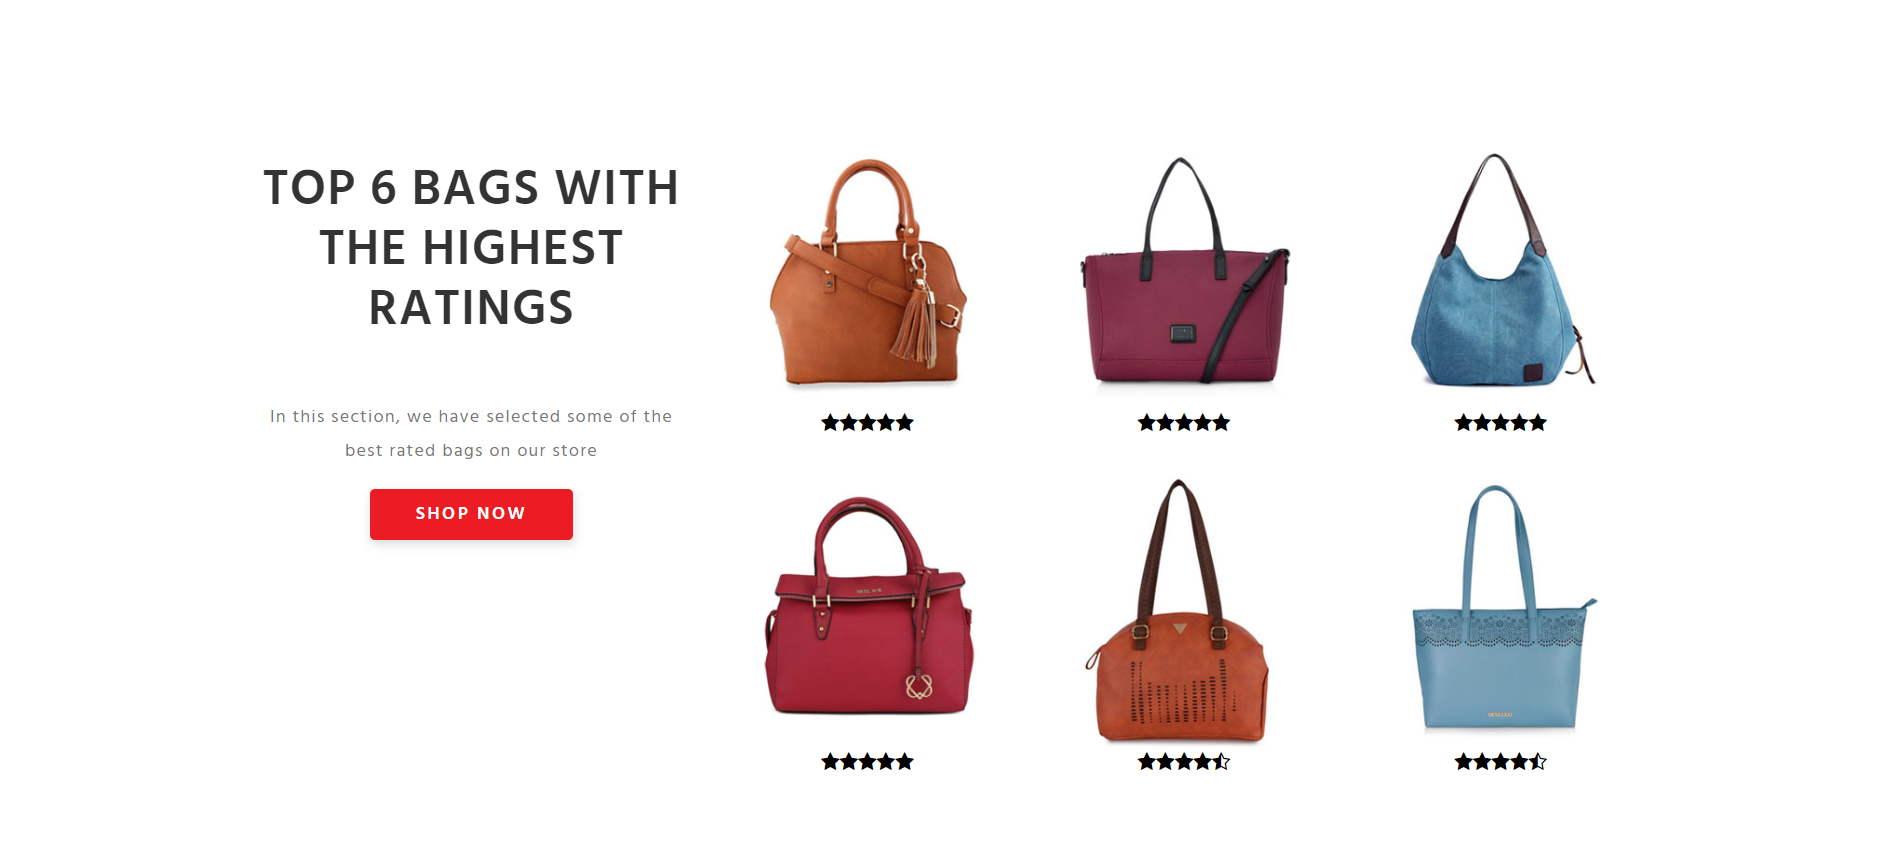 TOP 6 BAGS WITH
THE HIGHEST
RATINGS
In this section, we have selected some of the
best rated bags on our store
SHOP NOW